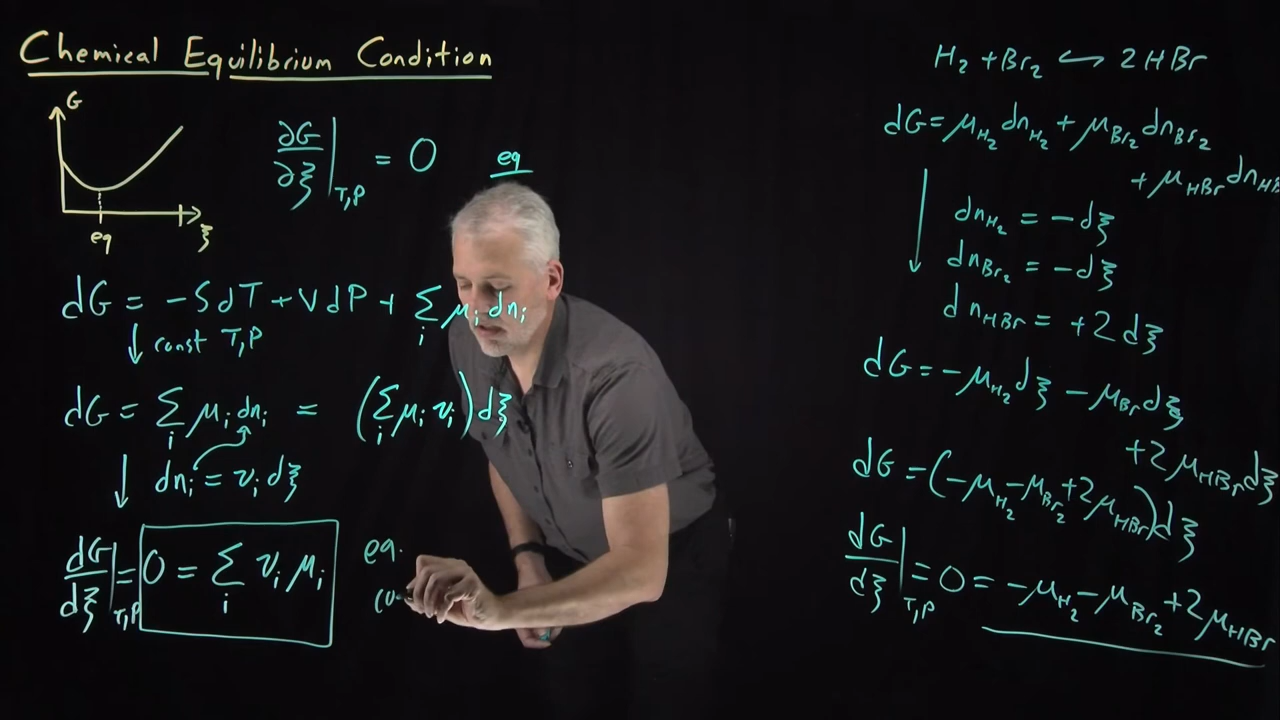 Chemical Equilibrium Condition
G
eq
ξ
∂G/∂ξ|T,P = 0 eq
dG = -SdT + VdP + Σi μi dni
↓ const T,P
dG = Σi μi dni = (Σi μi νi)dξ
↓ dni = νi dξ
dG/dξ|T,P = 0 = Σi νi μi
eq.
H2 + Br2 ↔ 2HBr
dG = μH2 dnH2 + μBr2 dnBr2
+ μHBr dnHB
dnH2 = -dξ
dnBr2 = -dξ
dnHBr = +2dξ
dG = -μH2 dξ - μBr dξ
+2μHBr dξ
dG = (-μH2 - μBr2 + 2μHBr)dξ
dG/dξ|T,P = 0 = -μH2 - μBr2 + 2μHBr